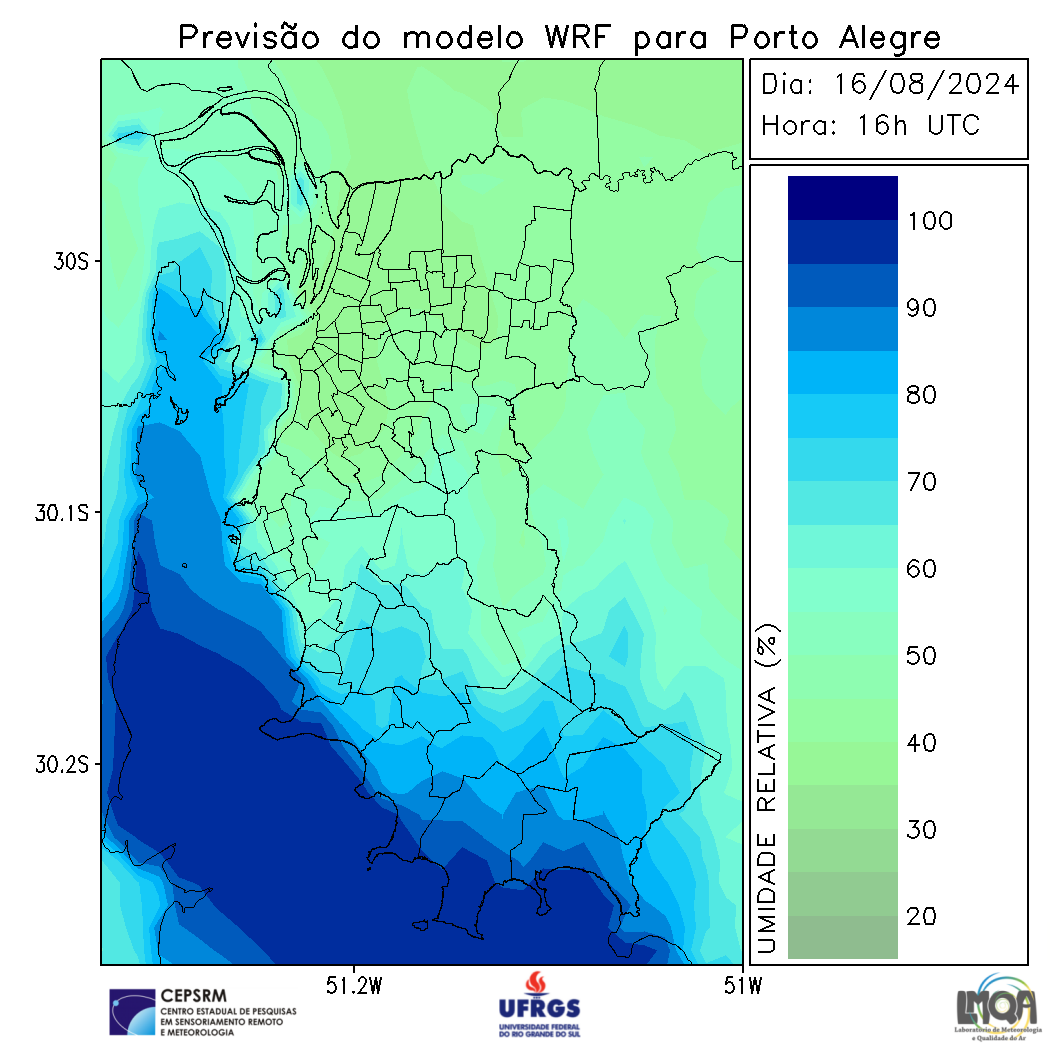 Previsão do modelo WRF para Porto Alegre
Dia: 16/08/2024
Hora: 16h UTC
30S
30.1S
30.2S
51.2W
51W
UMIDADE RELATIVA (%)
100
90
80
70
60
50
40
30
20
CEPSRM
CENTRO ESTADUAL DE PESQUISAS
EM SENSORIAMENTO REMOTO
E METEOROLOGIA
UFRGS
UNIVERSIDADE FEDERAL
DO RIO GRANDE DO SUL
LMQA
Laboratório de Meteorologia
e Qualidade do Ar